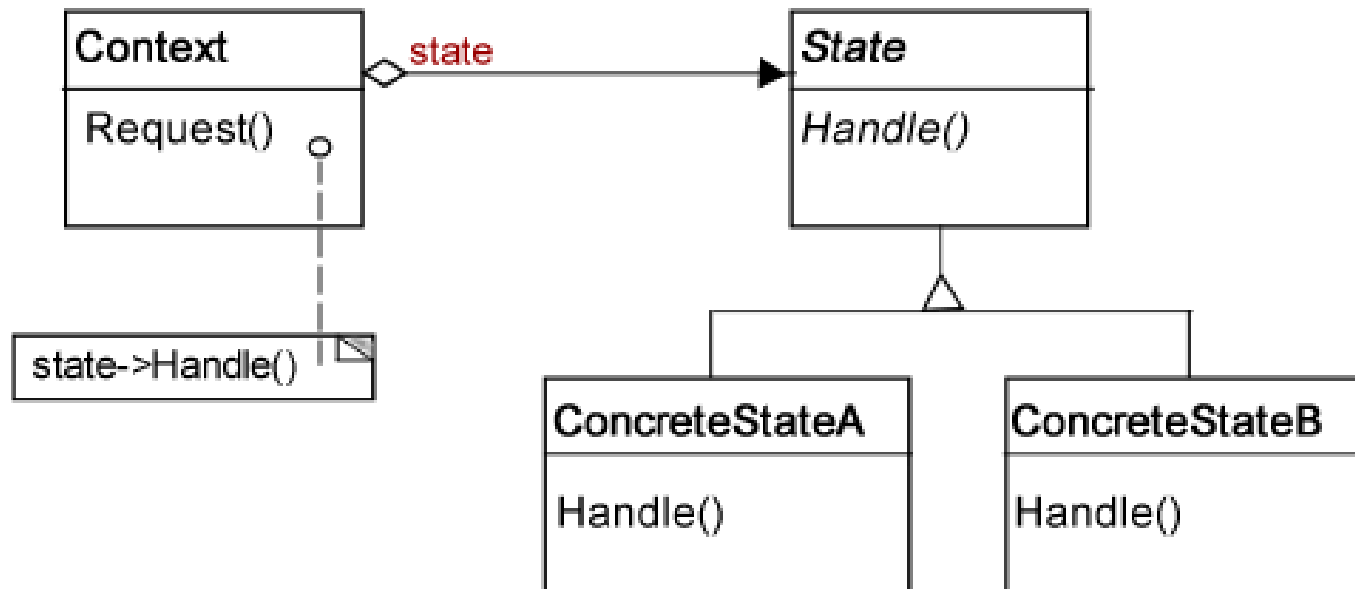 Context
Request()
state
State
Handle()
state->Handle()
ConcreteStateA
Handle()
ConcreteStateB
Handle()